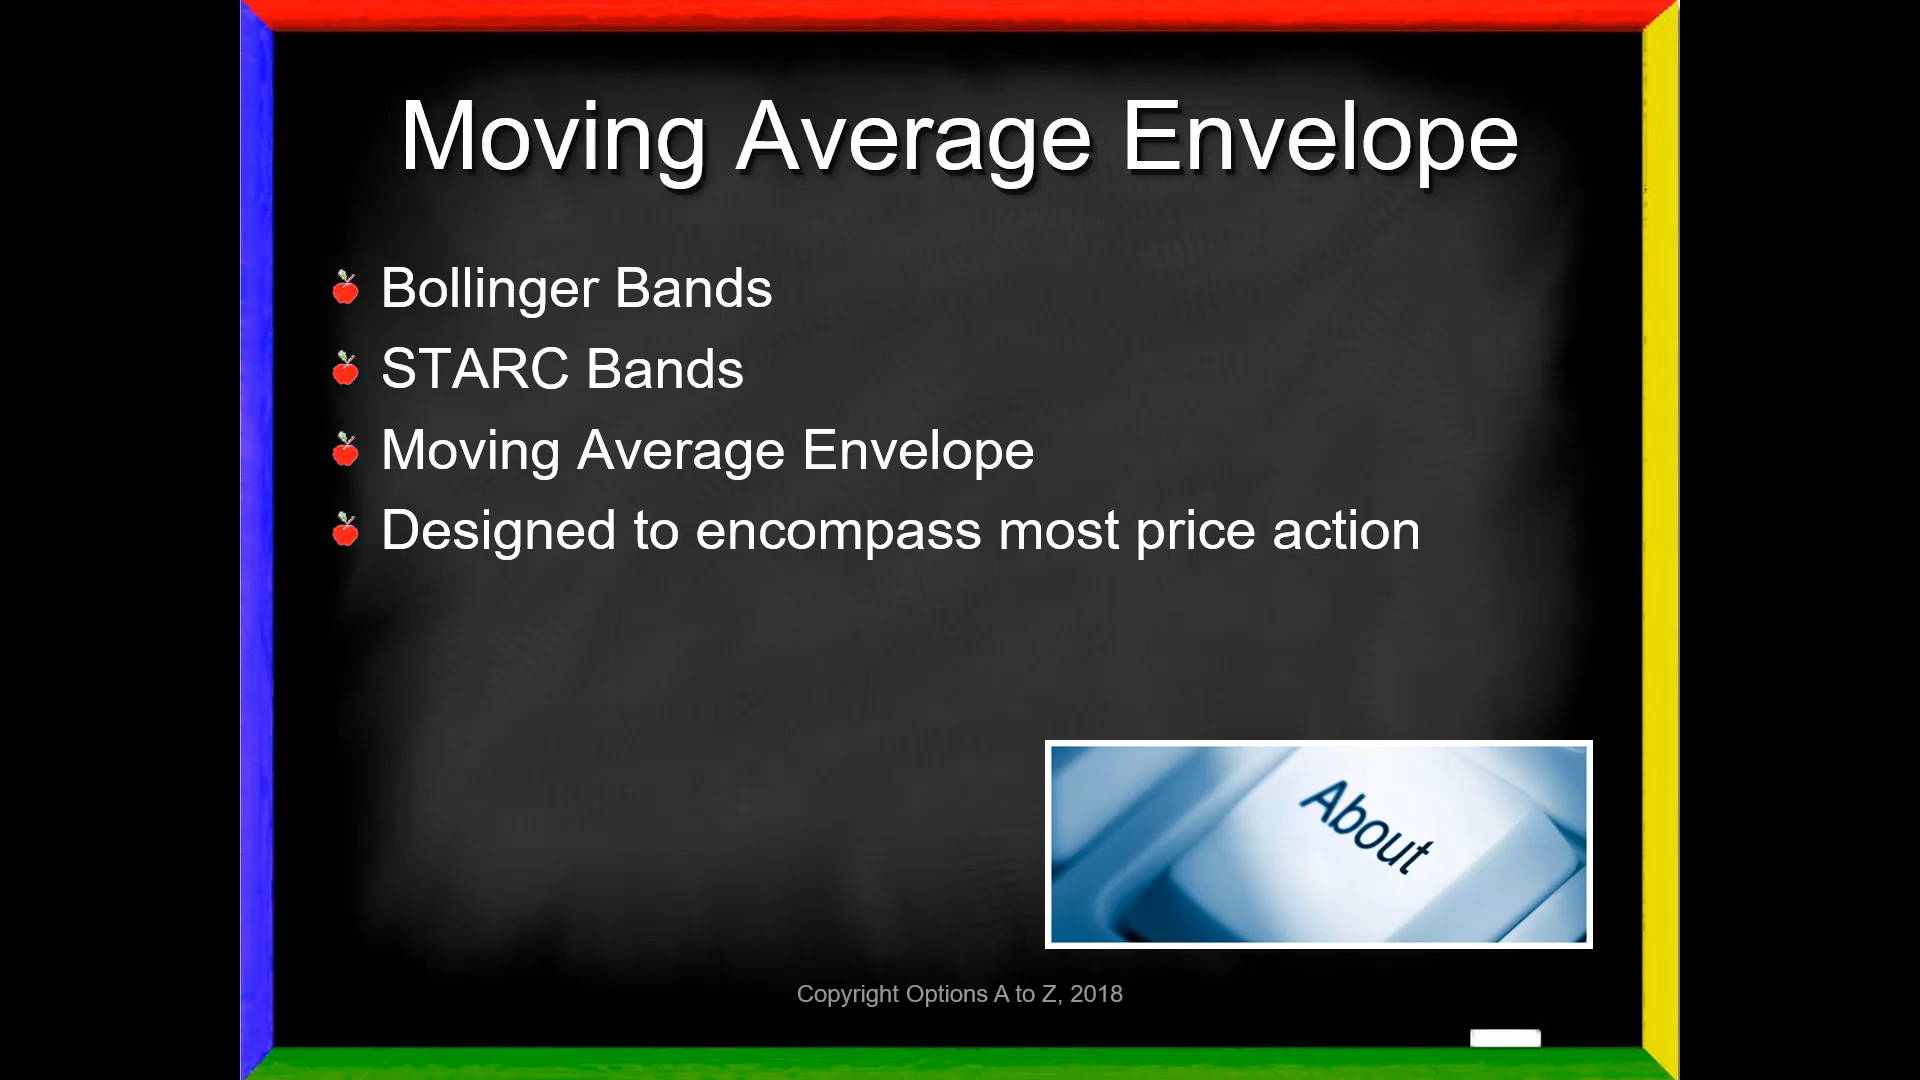 Moving Average Envelope
Bollinger Bands
STARC Bands
Moving Average Envelope
Designed to encompass most price action
About
Copyright Options A to Z, 2018